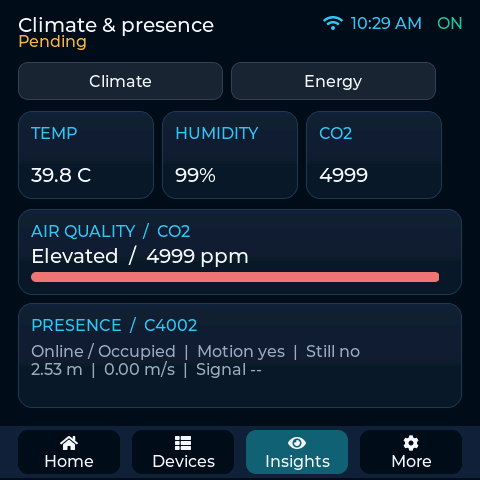 Climate & presence
10:29 AM ON
Pending
Climate
Energy
TEMP
39.8 C
HUMIDITY
99%
CO2
4999
AIR QUALITY / CO2
Elevated / 4999 ppm
PRESENCE / C4002
Online / Occupied | Motion yes | Still no
2.53 m | 0.00 m/s | Signal --
Home
Devices
Insights
More